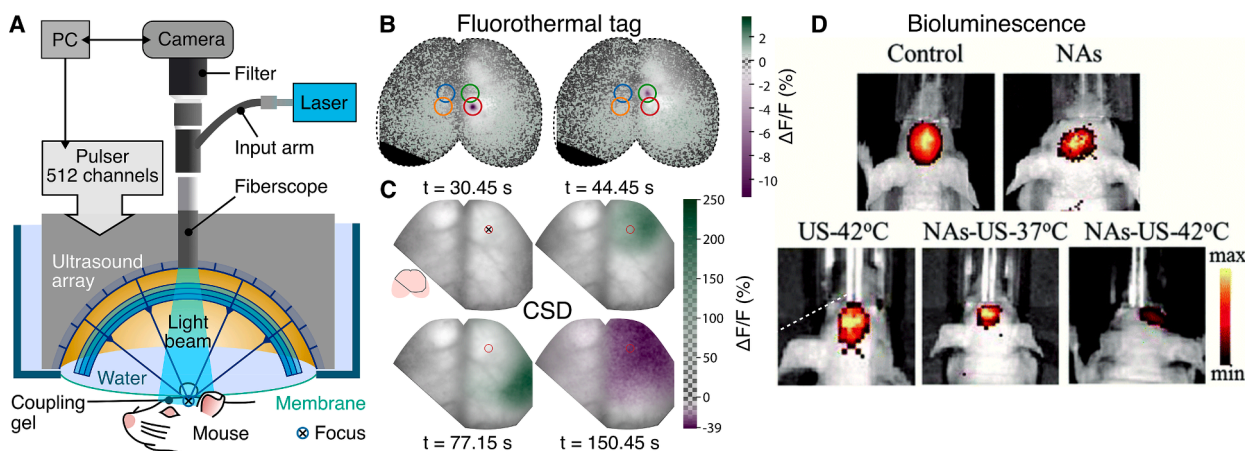 A
PC
Camera
Filter
Laser
Input arm
Pulser
512 channels
Fiberscope
Ultrasound
array
Light
beam
Water
Coupling
gel
Membrane
Mouse
Focus
B
Fluorothermal tag
2
0
-2
-4
-6
-8
-10
ΔF/F (%)
C
t = 30.45 s
t = 44.45 s
CSD
t = 77.15 s
t = 150.45 s
250
200
150
100
50
0
-39
ΔF/F (%)
D
Bioluminescence
Control
NAs
US-42°C
NAs-US-37°C
NAs-US-42°C
max
min